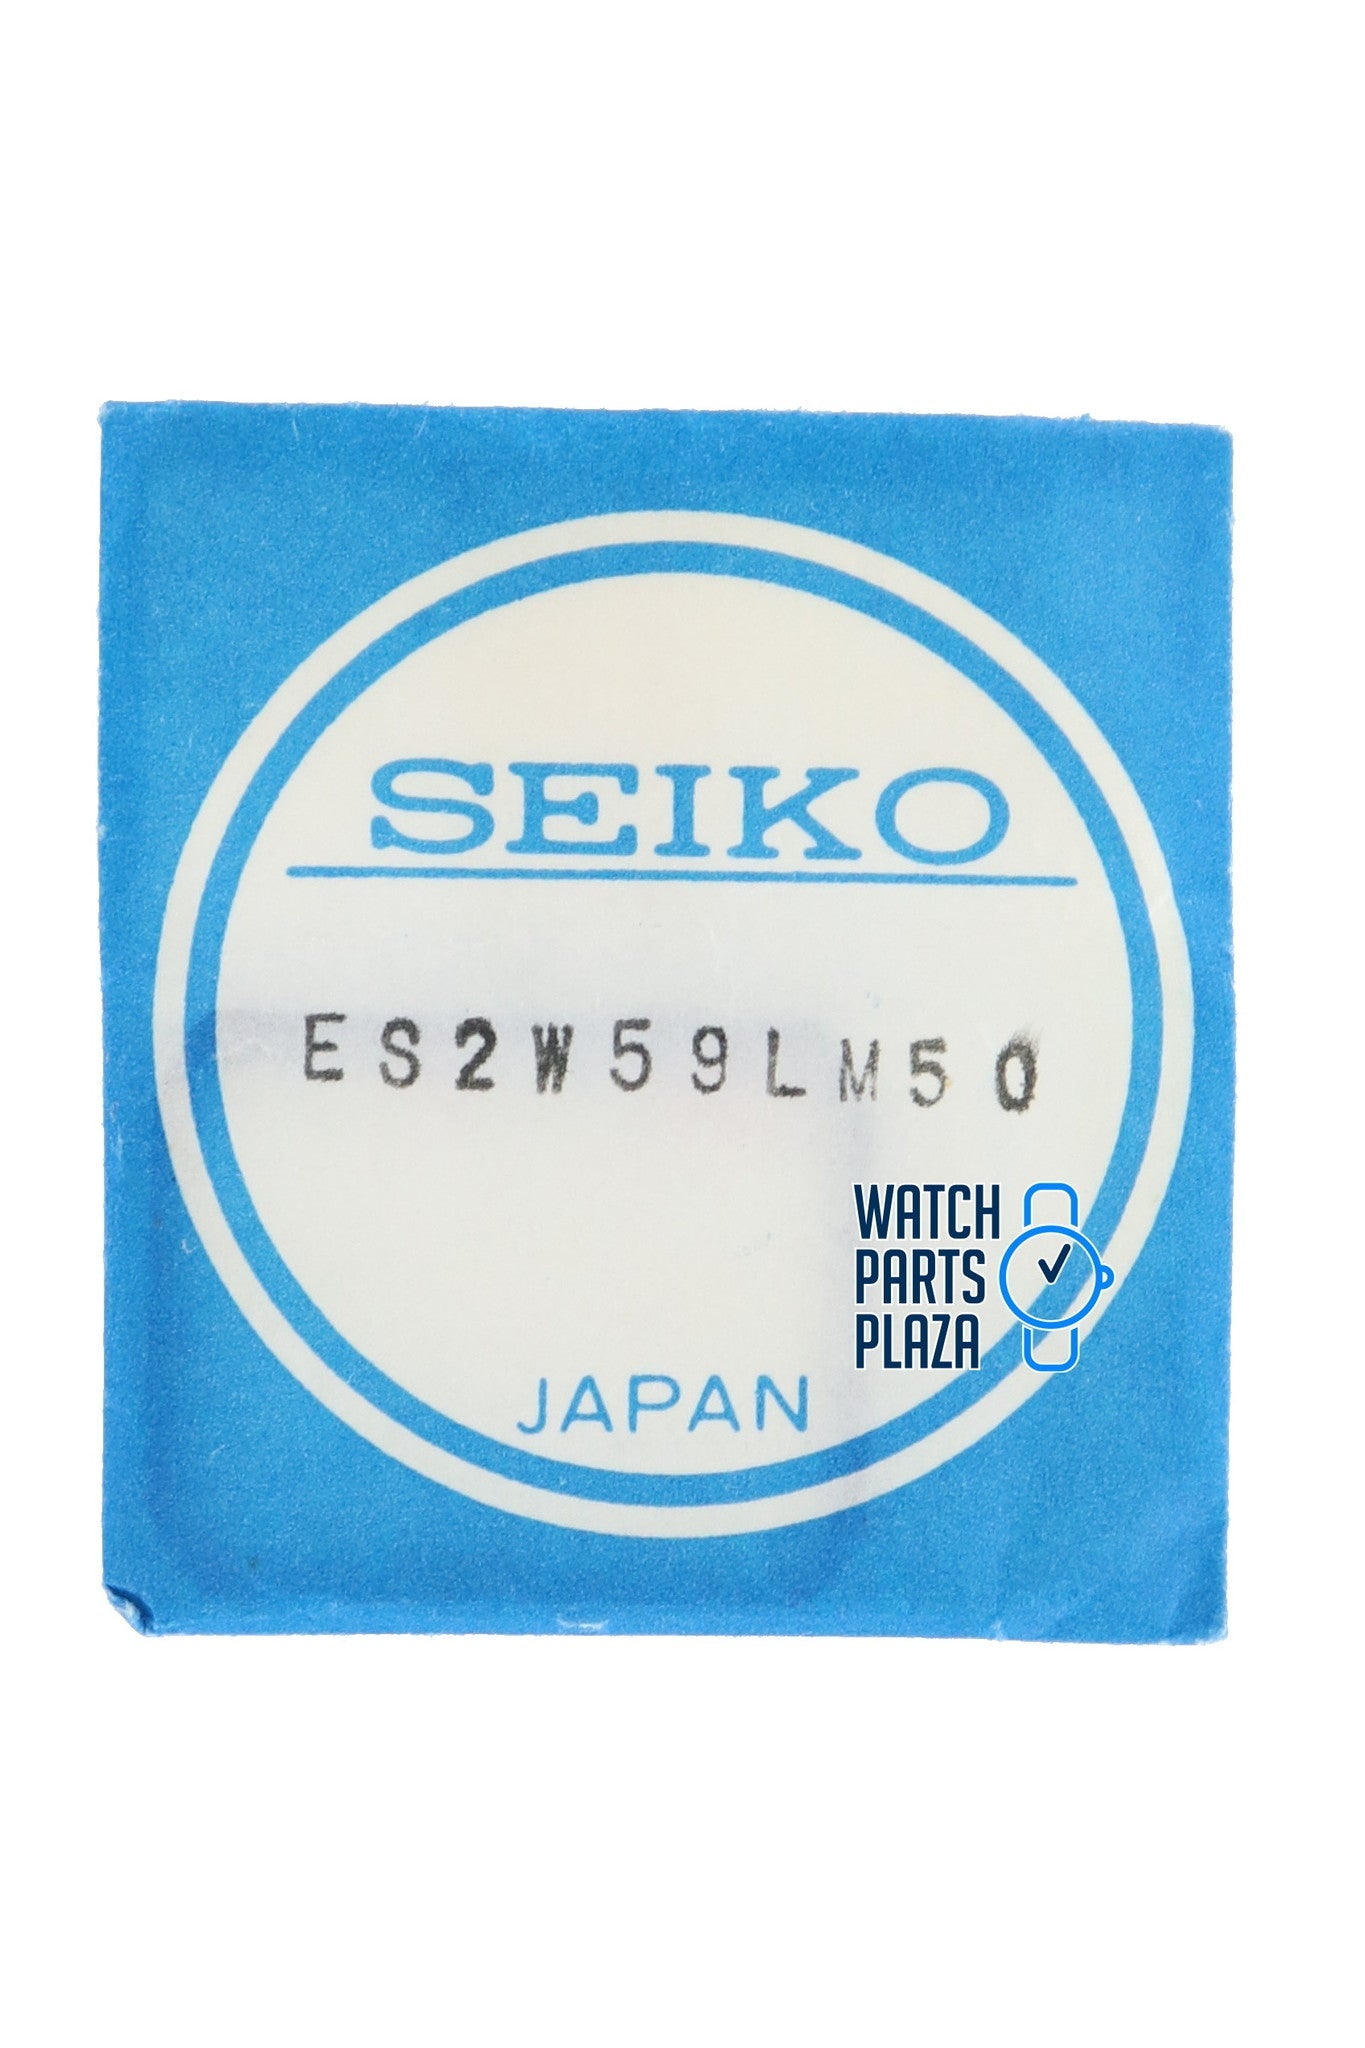 SEIKO
ES2W59LM50
WATCH
PARTS
PLAZA
JAPAN